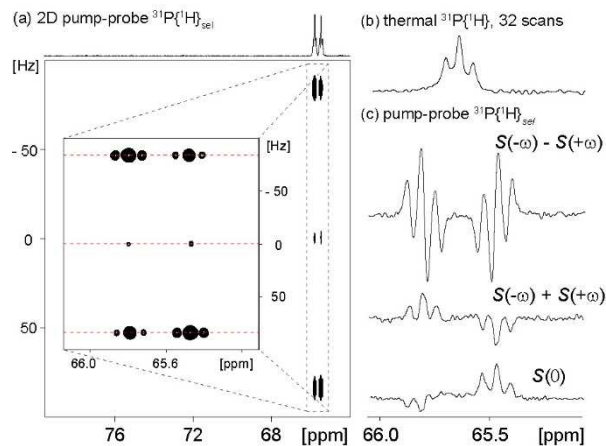 (a) 2D pump-probe ³¹P{¹H}sel
[Hz]
- 50
0
50
[Hz]
- 50
0
50
66.0 65.6 [ppm]
76 72 68 [ppm]
(b) thermal ³¹P{¹H}, 32 scans
(c) pump-probe ³¹P{¹H}sel
S(-ω) - S(+ω)
S(-ω) + S(+ω)
S(0)
66.0 65.5 [ppm]